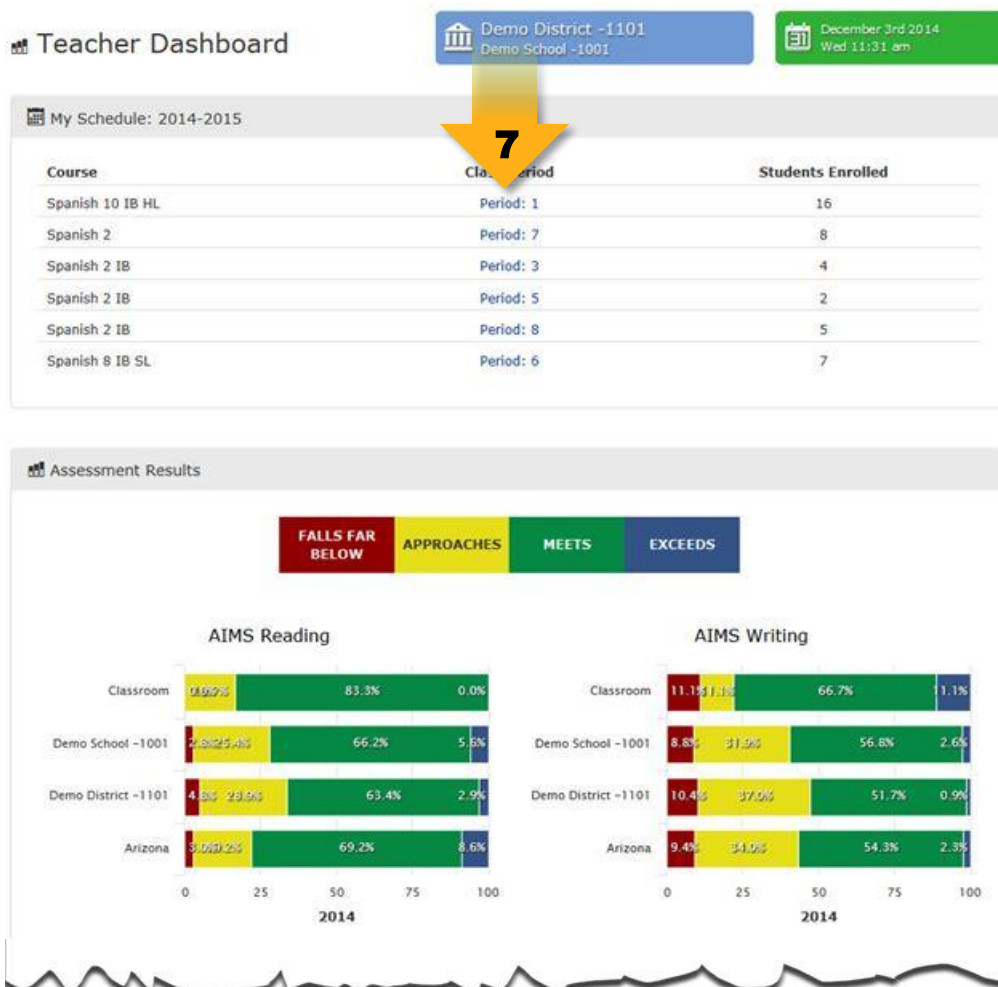 Teacher Dashboard
Demo District -1101
Demo School -1001
31
December 3rd 2014
Wed 11:31 am
My Schedule: 2014-2015
7
Course Students Enrolled
Spanish 10 IB HL Period: 1 16
Spanish 2 Period: 7 8
Spanish 2 IB Period: 3 4
Spanish 2 IB Period: 5 2
Spanish 2 IB Period: 8 5
Spanish 8 IB SL Period: 6 7
Assessment Results
FALLS FAR
BELOW
APPROACHES MEETS EXCEEDS
AIMS Reading
Classroom 83.3% 0.0%
Demo School -1001 66.2% 5.6%
Demo District -1101 63.4% 2.9%
Arizona 69.2% 8.6%
0 25 50 75 100
2014
AIMS Writing
Classroom 11.1% 66.7%
Demo School -1001 8.8% 31.9% 56.8% 2.6%
Demo District -1101 10.4% 37.0% 51.7% 0.9%
Arizona 9.4% 34.0% 54.3% 2.3%
0 25 50 75 100
2014